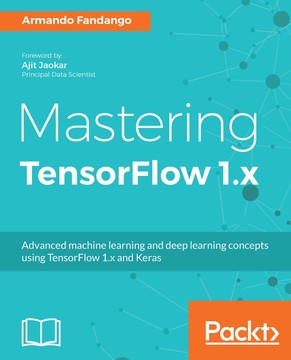 Armando Fandango
Foreword by:
Ajit Jaokar
Principal Data Scientist
Mastering
TensorFlow 1.x
Advanced machine learning and deep learning concepts
using TensorFlow 1.x and Keras
Packt>